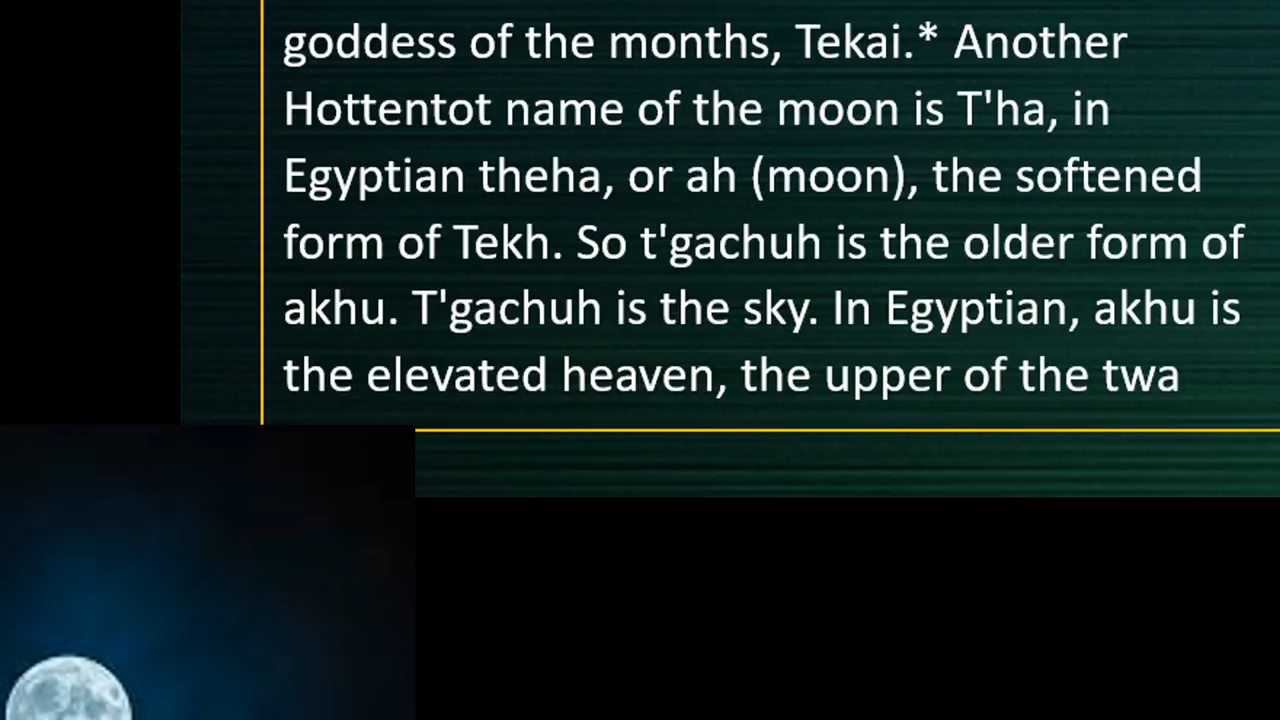 goddess of the months, Tekai.* Another
Hottentot name of the moon is T'ha, in
Egyptian theha, or ah (moon), the softened
form of Tekh. So t'gachuh is the older form of
akhu. T'gachuh is the sky. In Egyptian, akhu is
the elevated heaven, the upper of the twa